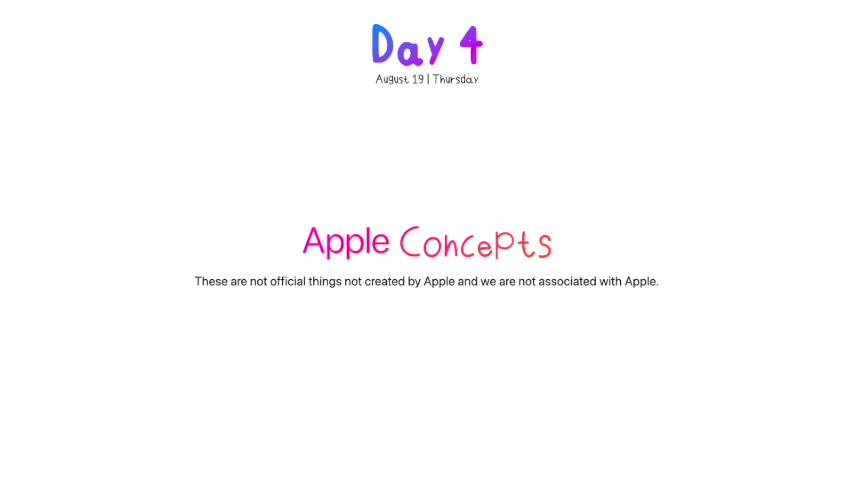 Day 4
August 19 | Thursday
Apple Concepts
These are not official things not created by Apple and we are not associated with Apple.